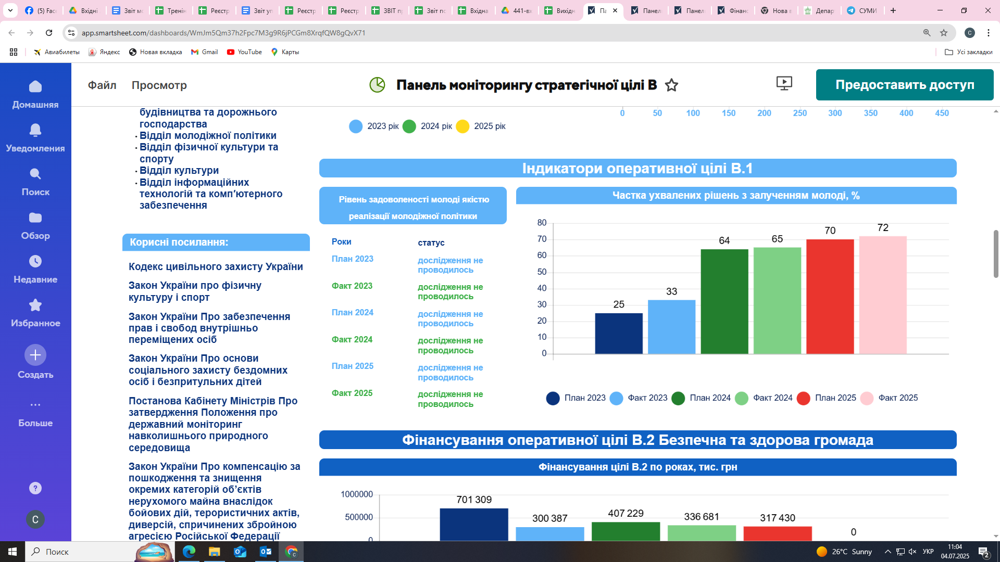 (5) Face
Вхідні
Звіт мо
Тренін
Реєстр
Звіт уп
Реєстр
Реєстр
ЗВІТ п
Звіт по
Вхідна
441-вх
Вихідн
Па
Панел
Панел
Фінанс
Нова в
Депар
СУМИ
app.smartsheet.com/dashboards/WmJm5Qm37h2Fpc7M3g9R6jPCGm8XrqfQW8gQvX71
C
Авиабилеты
Яндекс
Новая вкладка
Gmail
YouTube
Карты
Усі закладки
Файл
Просмотр
Панель моніторингу стратегічної цілі В
Предоставить доступ
Домашняя
Уведомления
Поиск
Обзор
Недавние
Избранное
Создать
Больше
?
C
будівництва та дорожнього
господарства
· Відділ молодіжної політики
· Відділ фізичної культури та
спорту
· Відділ культури
· Відділ інформаційних
технологій та комп'ютерного
забезпечення
Корисні посилання:
Кодекс цивільного захисту України
Закон України про фізичну
культуру і спорт
Закон України Про забезпечення
прав і свобод внутрішньо
переміщених осіб
Закон України Про основи
соціального захисту бездомних
осіб і безпритульних дітей
Постанова Кабінету Міністрів Про
затвердження Положення про
державний моніторинг
навколишнього природного
середовища
Закон України Про компенсацію за
пошкодження та знищення
окремих категорій об’єктів
нерухомого майна внаслідок
бойових дій, терористичних актів,
диверсій, спричинених збройною
агресією Російської Федерації
0 50 100 150 200 250 300 350 400 450
2023 рік 2024 рік 2025 рік
Індикатори оперативної цілі В.1
Рівень задоволеності молоді якістю
реалізації молодіжної політики
Роки
статус
План 2023
дослідження не
проводилось
Факт 2023
дослідження не
проводилось
План 2024
дослідження не
проводилось
Факт 2024
дослідження не
проводилось
План 2025
дослідження не
проводилось
Факт 2025
дослідження не
проводилось
Частка ухвалених рішень з залученням молоді, %
80
70
60
50
40
30
20
10
0
25
33
64
65
70
72
План 2023 Факт 2023 План 2024 Факт 2024 План 2025 Факт 2025
Фінансування оперативної цілі В.2 Безпечна та здорова громада
Фінансування цілі В.2 по роках, тис. грн
1000000
500000
0
701 309
300 387
407 229
336 681
317 430
0
Поиск
26°C Sunny
УКР
11:04
04.07.2025
2